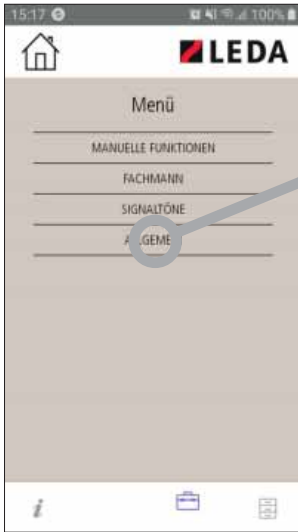 15:17 100%
LEDA
Menü
MANUELLE FUNKTIONEN
FACHMANN
SIGNALTÖNE
i